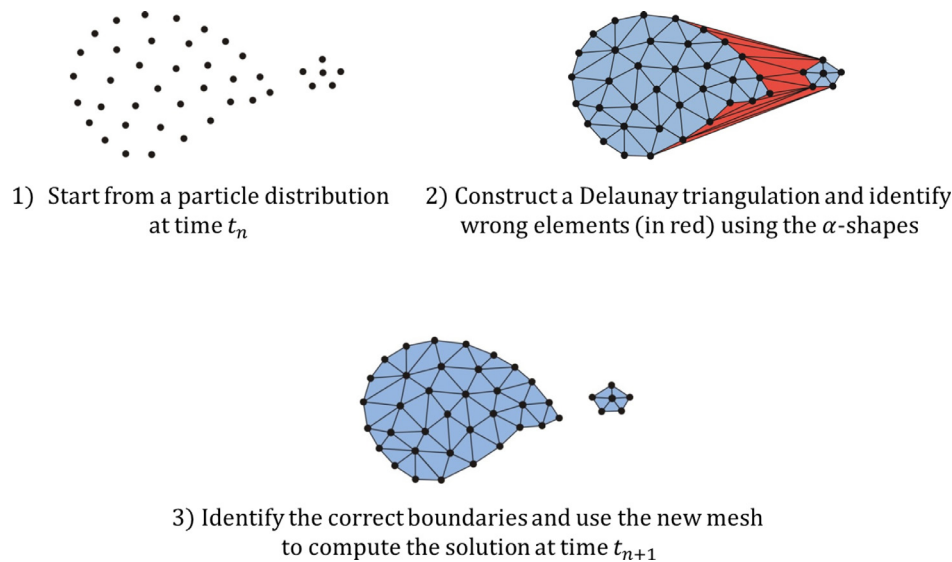 1) Start from a particle distribution
at time tₙ
2) Construct a Delaunay triangulation and identify
wrong elements (in red) using the α-shapes
3) Identify the correct boundaries and use the new mesh
to compute the solution at time tₙ₊₁